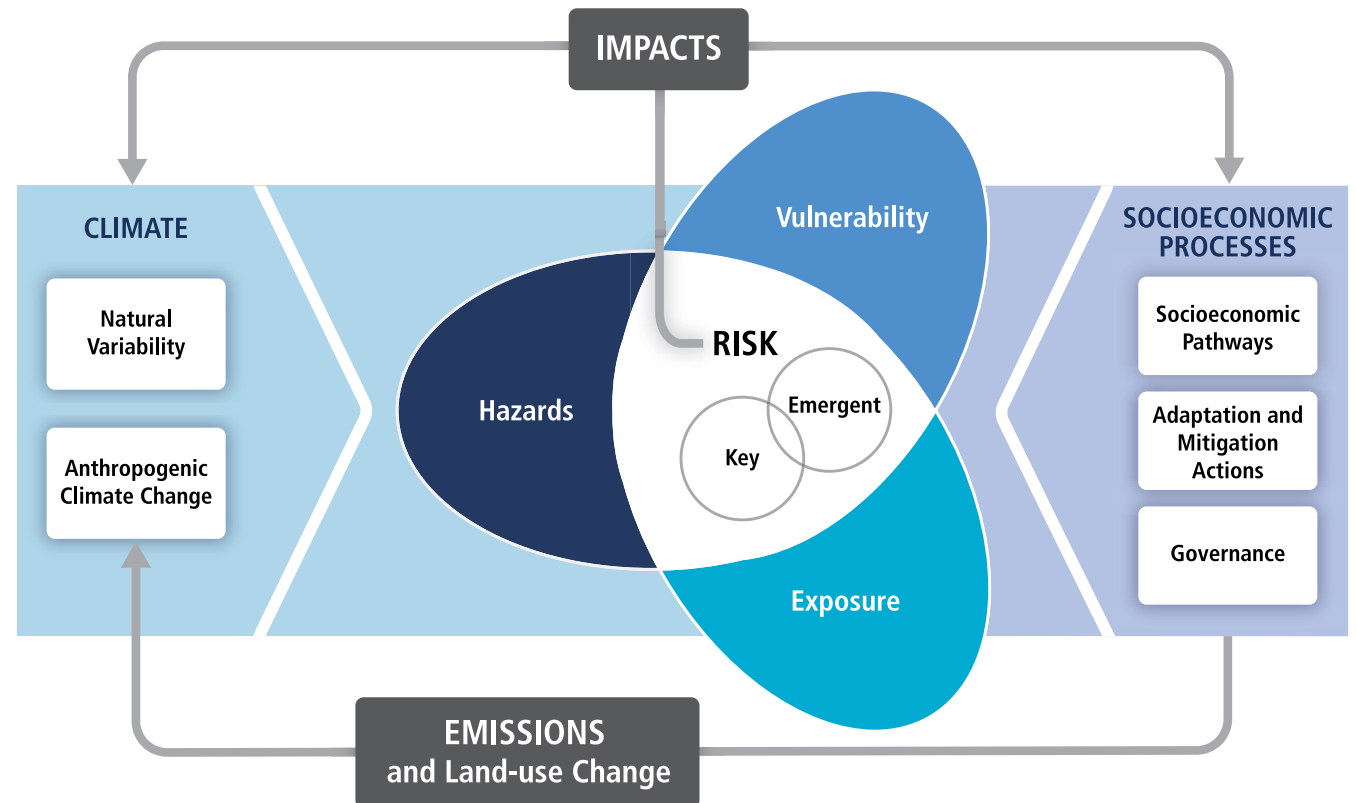 IMPACTS
CLIMATE
Natural
Variability
Anthropogenic
Climate Change
Hazards
Vulnerability
RISK
Emergent
Key
Exposure
SOCIOECONOMIC
PROCESSES
Socioeconomic
Pathways
Adaptation and
Mitigation
Actions
Governance
EMISSIONS
and Land-use Change